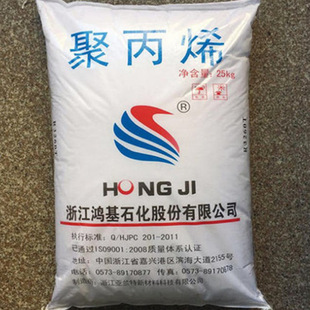 聚丙烯
净含量: 25kg
®
HONG JI
浙江鸿基石化股份有限公司
执行标准: Q/HJPC 201-2011
已通过ISO9001:2008质量体系认证
地址: 中国浙江省嘉兴港区滨海大道2155号
电话: 0573-89170877 传真: 0573-89170870